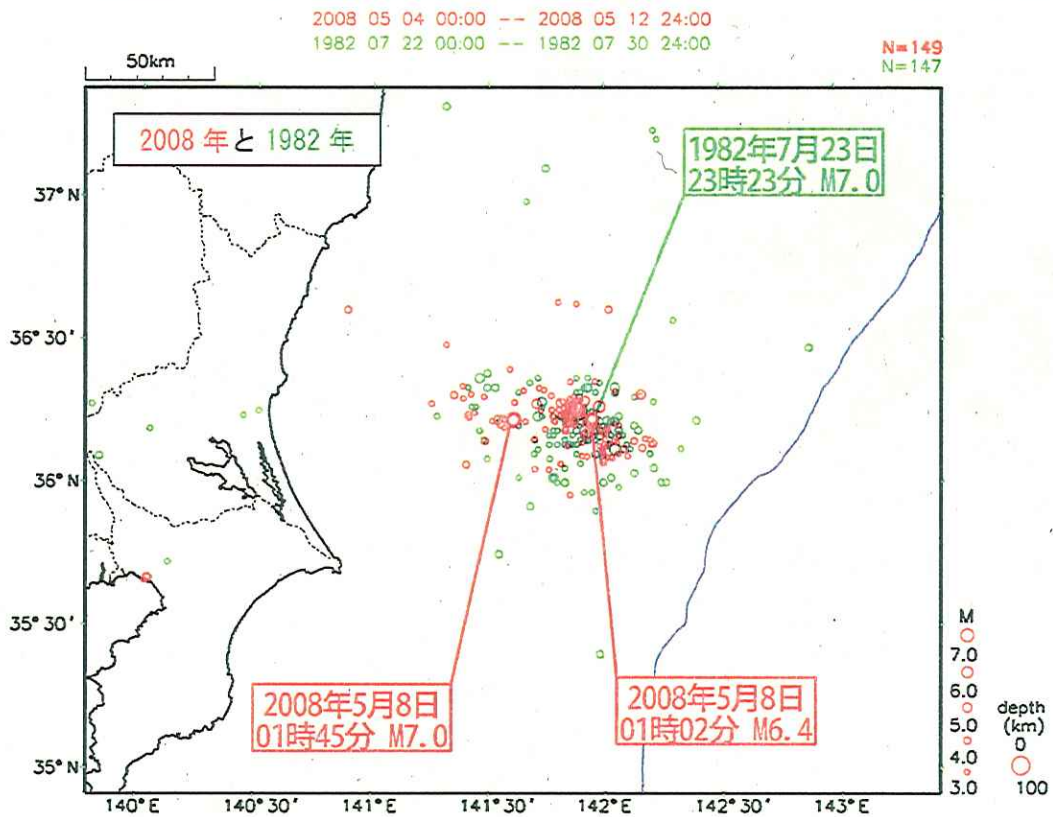 2008 05 04 00:00 -- 2008 05 12 24:00
1982 07 22 00:00 -- 1982 07 30 24:00
N=149
N=147
50km
2008 年と 1982 年
1982年7月23日
23時23分 M7.0
37°N
36°30′
36°N
35°30′
35°N
2008年5月8日
01時45分 M7.0
2008年5月8日
01時02分 M6.4
M
7.0
6.0
5.0
4.0
3.0
depth
(km)
0
100
140°E
140°30′
141°E
141°30′
142°E
142°30′
143°E